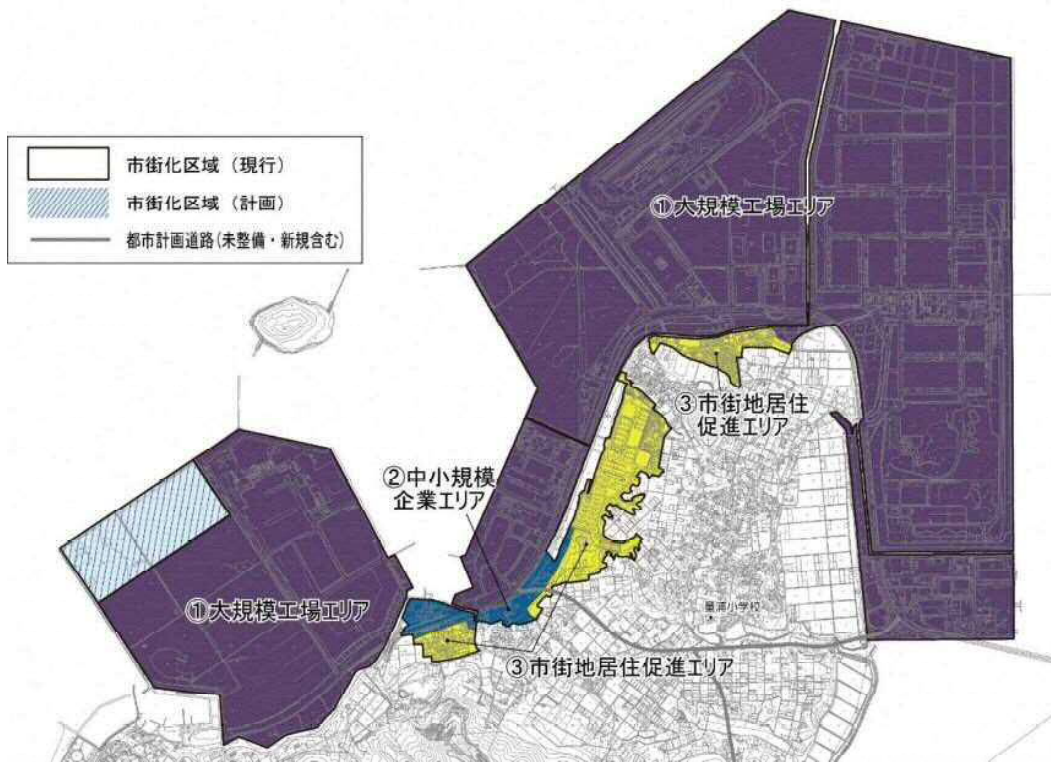 市街化区域（現行）
市街化区域（計画）
都市計画道路(未整備・新規含む)
①大規模工場エリア
③市街地居住
促進エリア
②中小規模
企業エリア
①大規模工場エリア
③市街地居住促進エリア